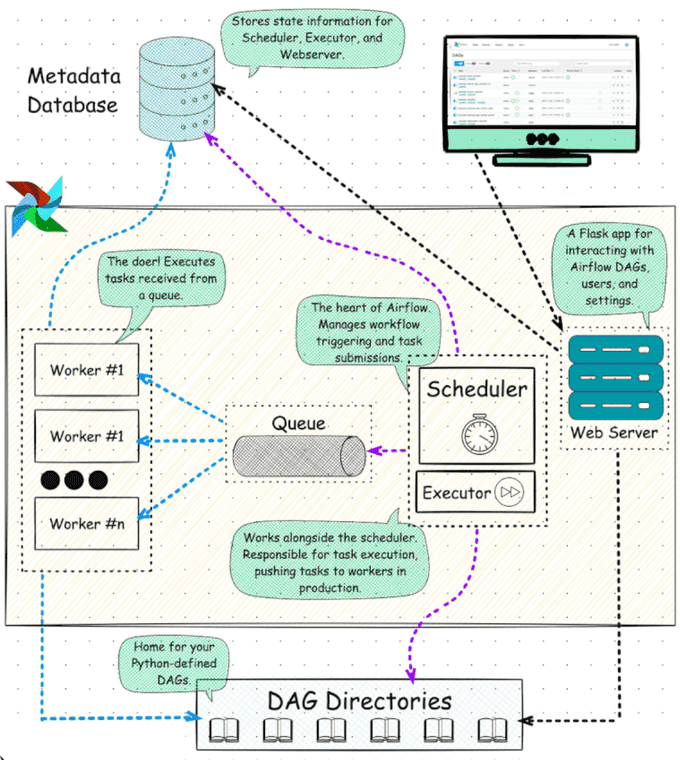 Stores state information for
Scheduler, Executor, and
Webserver.
Metadata
Database
A Flask app for
interacting with
Airflow DAGs,
users, and
settings.
The doer! Executes
tasks received from
a queue.
The heart of Airflow.
Manages workflow
triggering and task
submissions.
Worker #1
Worker #1
Worker #n
Queue
Scheduler
Executor
Web Server
Works alongside the scheduler.
Responsible for task execution,
pushing tasks to workers in
production.
Home for your
Python-defined
DAGs.
DAG Directories